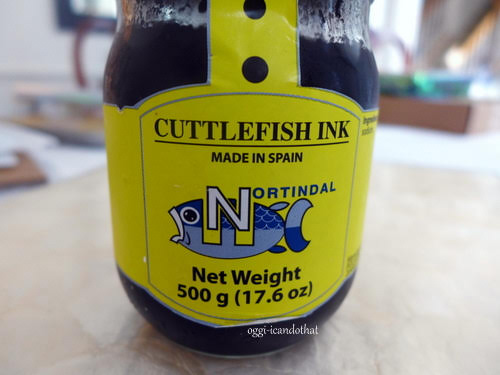 CUTTLEFISH INK
MADE IN SPAIN
NORTINDAL
Net Weight
500 g (17.6 oz)
oggi-icandothat